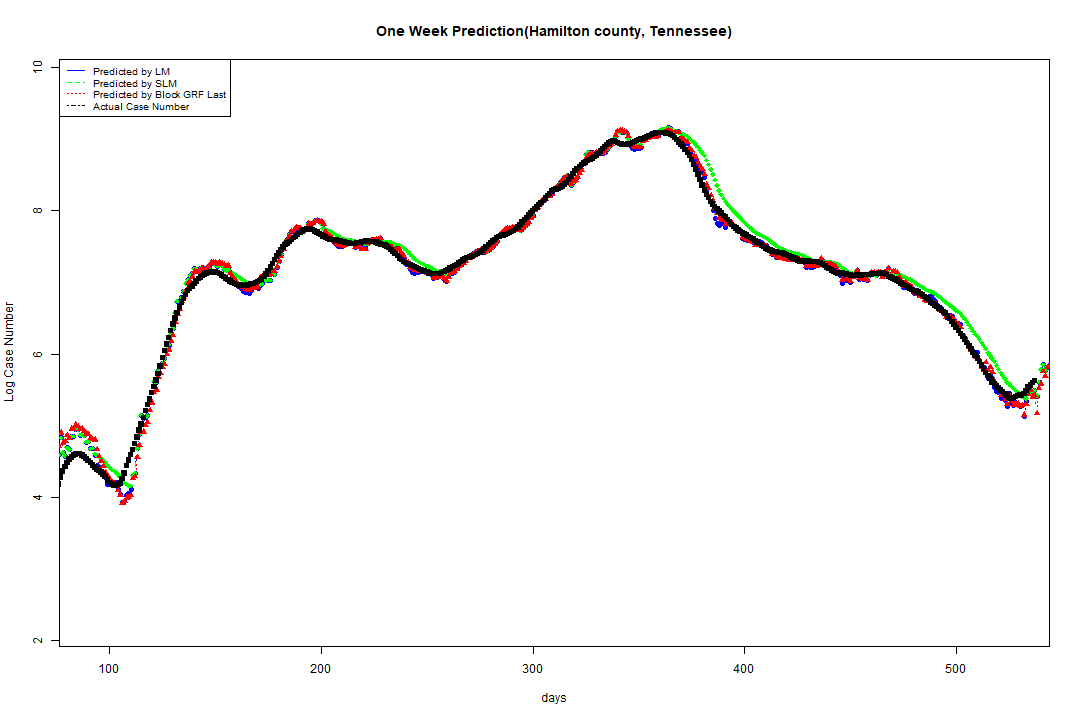 One Week Prediction(Hamilton county, Tennessee)
Predicted by LM
Predicted by SLM
Predicted by Block GRF Last
Actual Case Number
Log Case Number
10
8
6
4
2
100 200 300 400 500
days